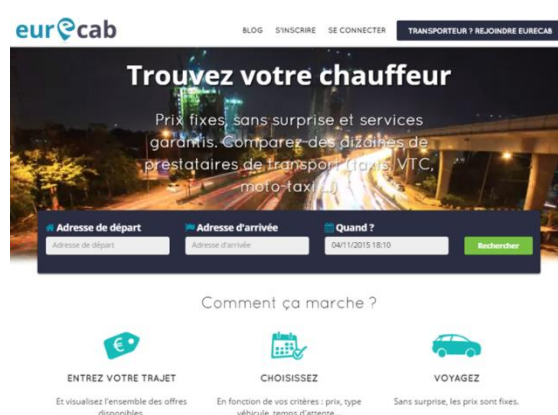 eurecab
BLOG S'INSCRIRE SE CONNECTER TRANSPORTEUR ? REJOINDRE EURECAB
Trouvez votre chauffeur
Prix fixes, sans surprise et services
garantis. Comparez des dizaines de
prestataires de transport (taxis, VTC,
moto-taxi ...)
Adresse de départ Adresse d'arrivée Quand ?
Adresse de départ Adresse d'arrivée 04/11/2015 18:10 Rechercher
Comment ça marche ?
ENTREZ VOTRE TRAJET CHOISISSEZ VOYAGEZ
Et visualisez l'ensemble des offres En fonction de vos critères : prix, type Sans surprise, les prix sont fixes.
disponibles véhicule, temps d'attente...